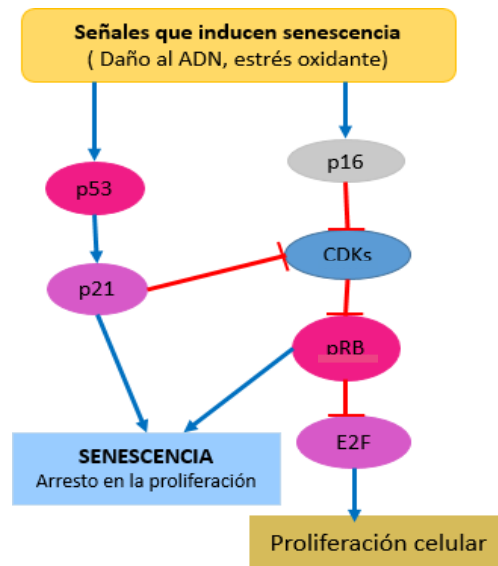 Señales que inducen senescencia
( Daño al ADN, estrés oxidante)
p16
p53
CDKs
p21
pRB
E2F
SENESCENCIA
Arresto en la proliferación
Proliferación celular